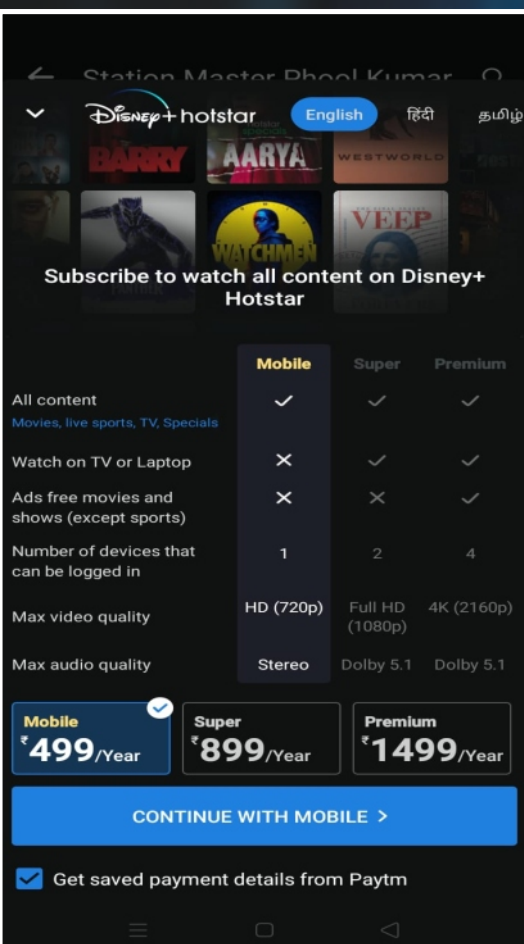 ← Station Master Phool Kumar
Disney+ hotstar English हिंदी தமிழ்
hotstar
specials
BARRY AARYA WESTWORLD
WATCHMEN VEEP
Subscribe to watch all content on Disney+
Hotstar
Mobile Super Premium
All content ✓ ✓ ✓
Movies, live sports, TV, Specials
Watch on TV or Laptop ✕ ✓ ✓
Ads free movies and
shows (except sports) ✕ ✕ ✓
Number of devices that
can be logged in 1 2 4
Max video quality HD (720p) Full HD
(1080p) 4K (2160p)
Max audio quality Stereo Dolby 5.1 Dolby 5.1
Mobile Super Premium
₹499/Year ₹899/Year ₹1499/Year
CONTINUE WITH MOBILE >
Get saved payment details from Paytm